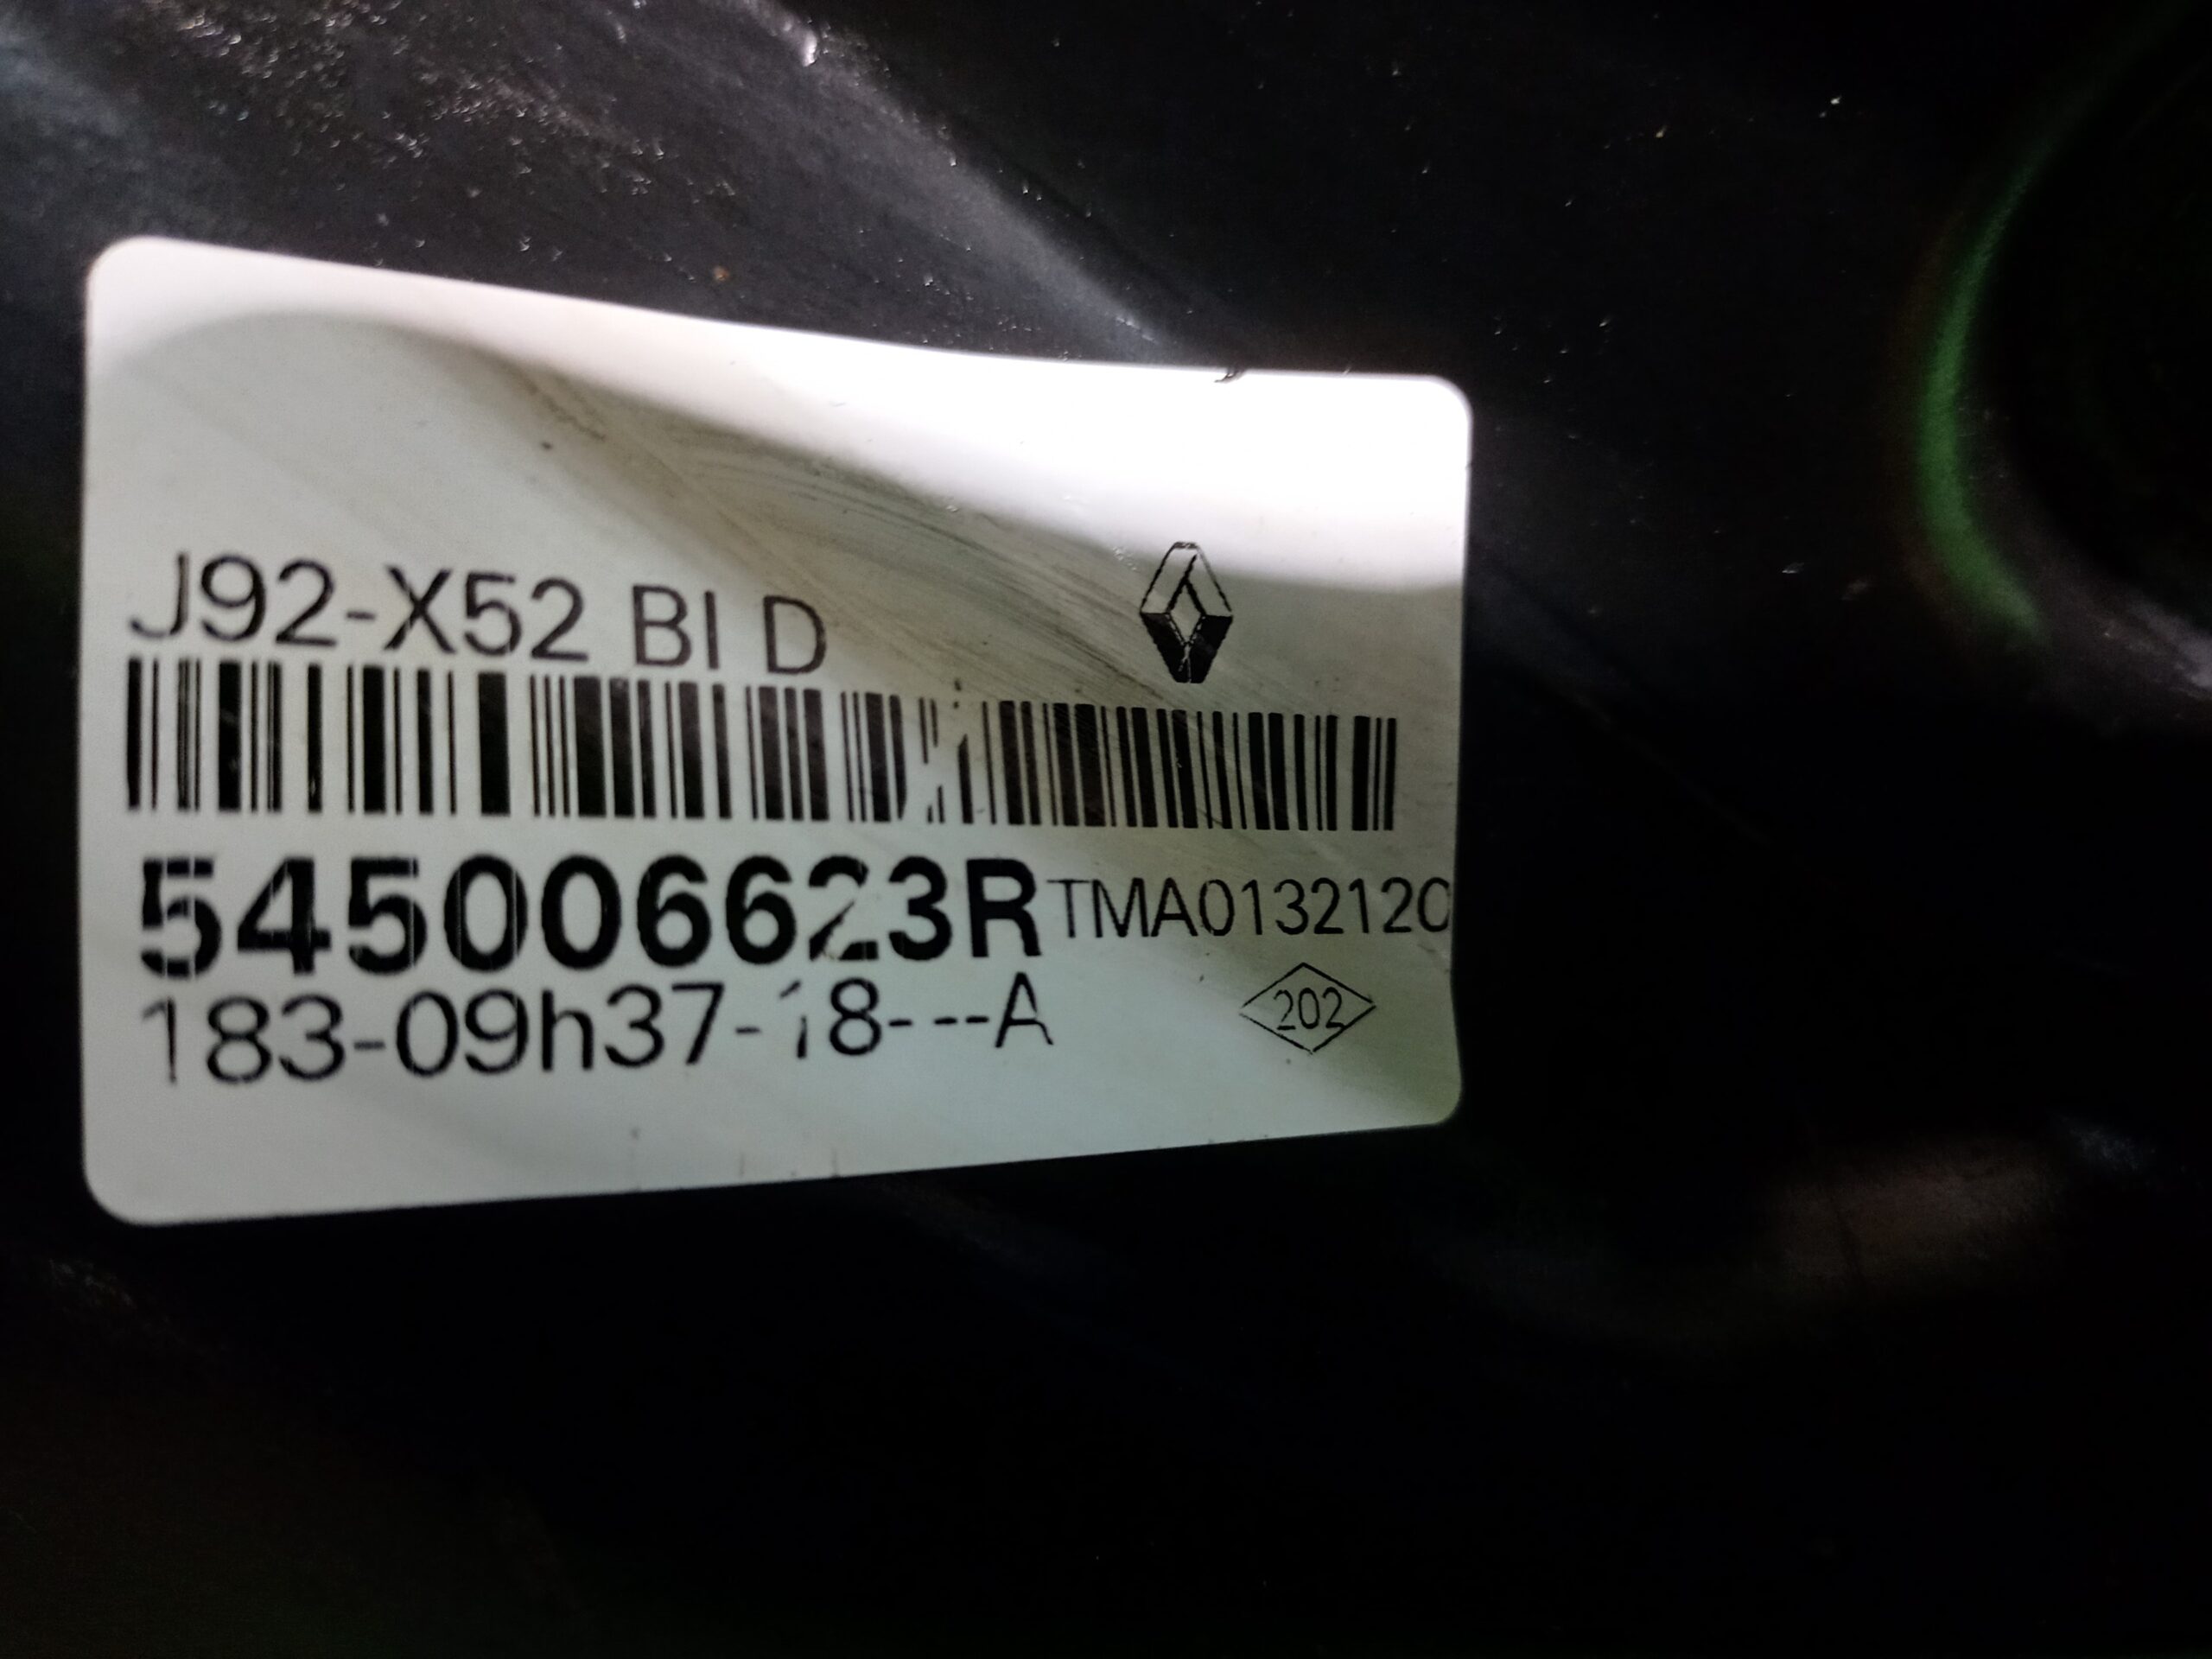 J92-X52 BI D
545006623R TMA0132120
183-09h37-18---A
202